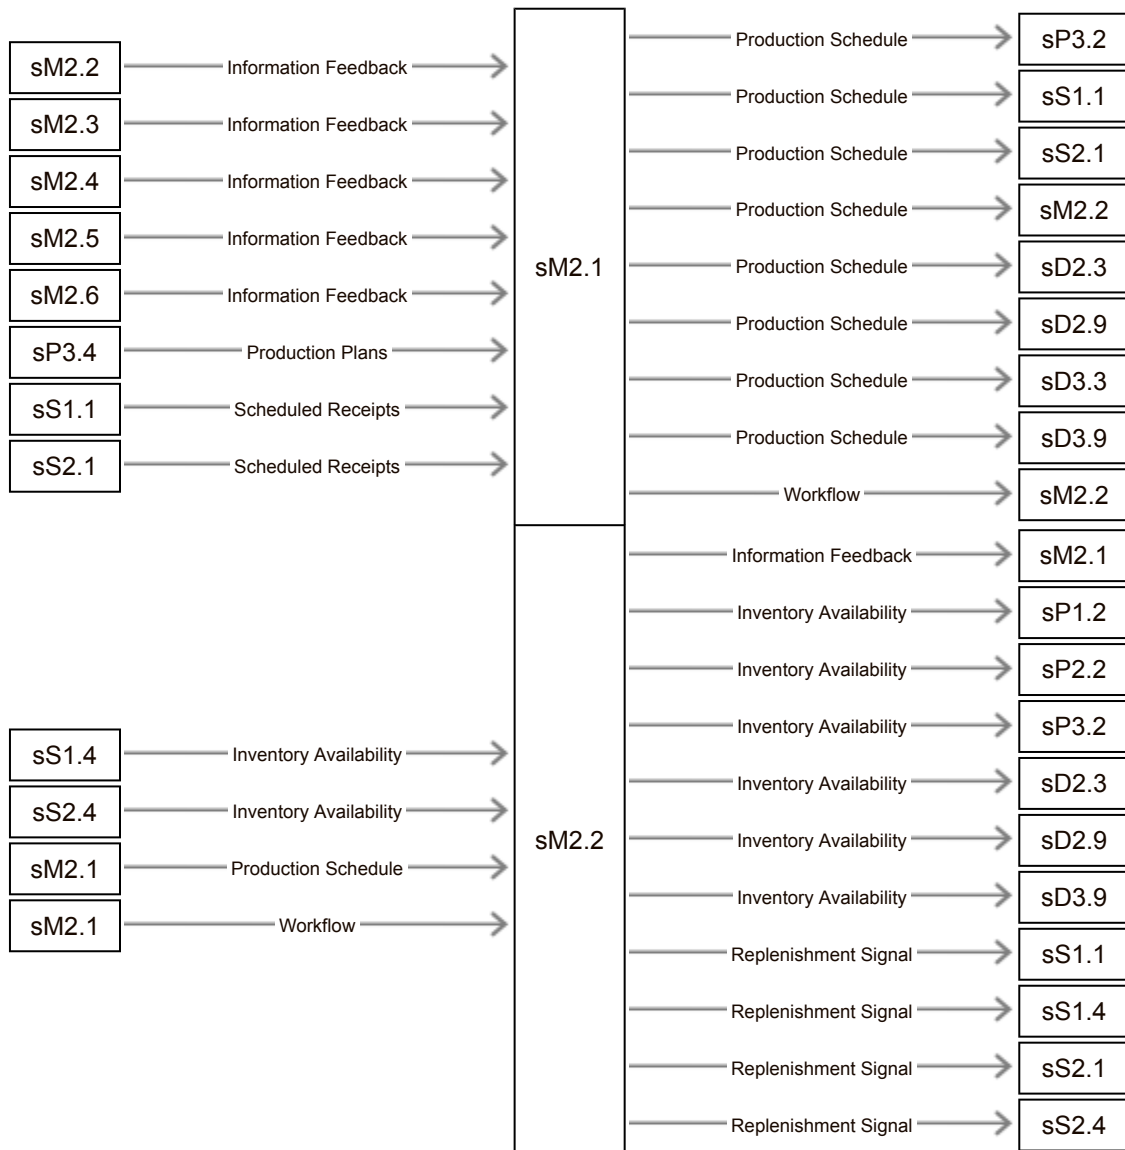 Production Schedule sP3.2
sM2.2 Information Feedback
Production Schedule sS1.1
sM2.3 Information Feedback
Production Schedule sS2.1
sM2.4 Information Feedback
Production Schedule sM2.2
sM2.5 Information Feedback
sM2.1
Production Schedule sD2.3
sM2.6 Information Feedback
Production Schedule sD2.9
sP3.4 Production Plans
Production Schedule sD3.3
sS1.1 Scheduled Receipts
Production Schedule sD3.9
sS2.1 Scheduled Receipts
Workflow sM2.2
Information Feedback sM2.1
Inventory Availability sP1.2
Inventory Availability sP2.2
Inventory Availability sP3.2
sS1.4 Inventory Availability
Inventory Availability sD2.3
sS2.4 Inventory Availability
sM2.2
Inventory Availability sD2.9
sM2.1 Production Schedule
Inventory Availability sD3.9
sM2.1 Workflow
Replenishment Signal sS1.1
Replenishment Signal sS1.4
Replenishment Signal sS2.1
Replenishment Signal sS2.4